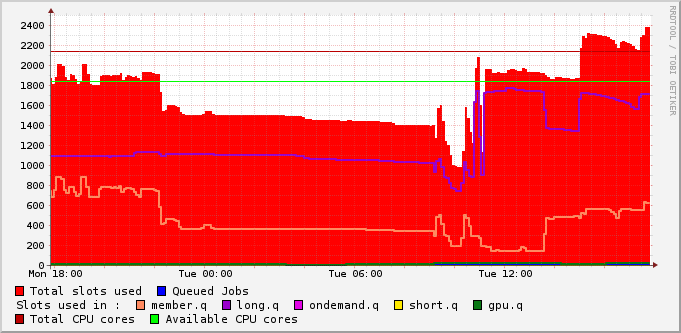 RRDTOOL / TOBI OETIKER
2400
2200
2000
1800
1600
1400
1200
1000
800
600
400
200
0
Mon 18:00 Tue 00:00 Tue 06:00 Tue 12:00
Total slots used Queued Jobs
Slots used in : member.q long.q ondemand.q short.q gpu.q
Total CPU cores Available CPU cores